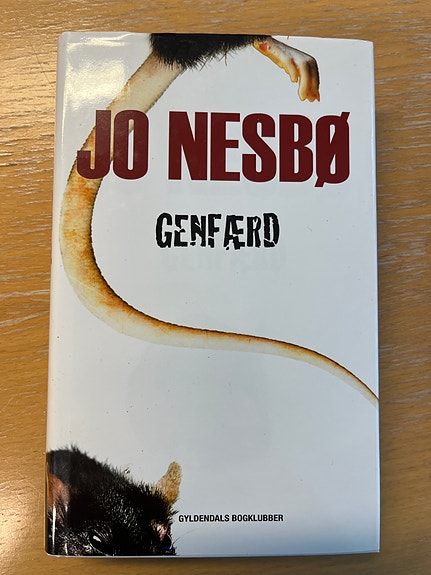 JO NESBØ
GENFÆRD
GYLDENDALS BOGKLUBBER